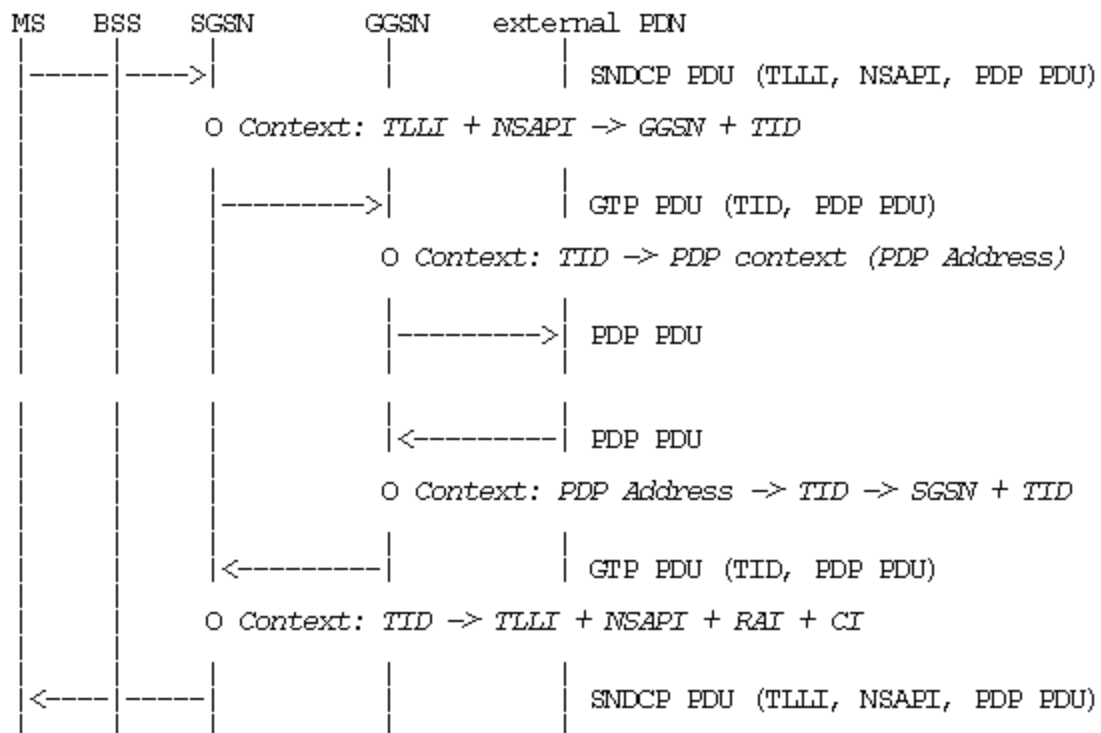 MS BSS SGSN GGSN external PDN
SNDCP PDU (TLLI, NSAPI, PDP PDU)
O Context: TLLI + NSAPI -> GGSN + TID
GTP PDU (TID, PDP PDU)
O Context: TID -> PDP context (PDP Address)
PDP PDU
PDP PDU
O Context: PDP Address -> TID -> SGSN + TID
GTP PDU (TID, PDP PDU)
O Context: TID -> TLLI + NSAPI + RAI + CI
SNDCP PDU (TLLI, NSAPI, PDP PDU)